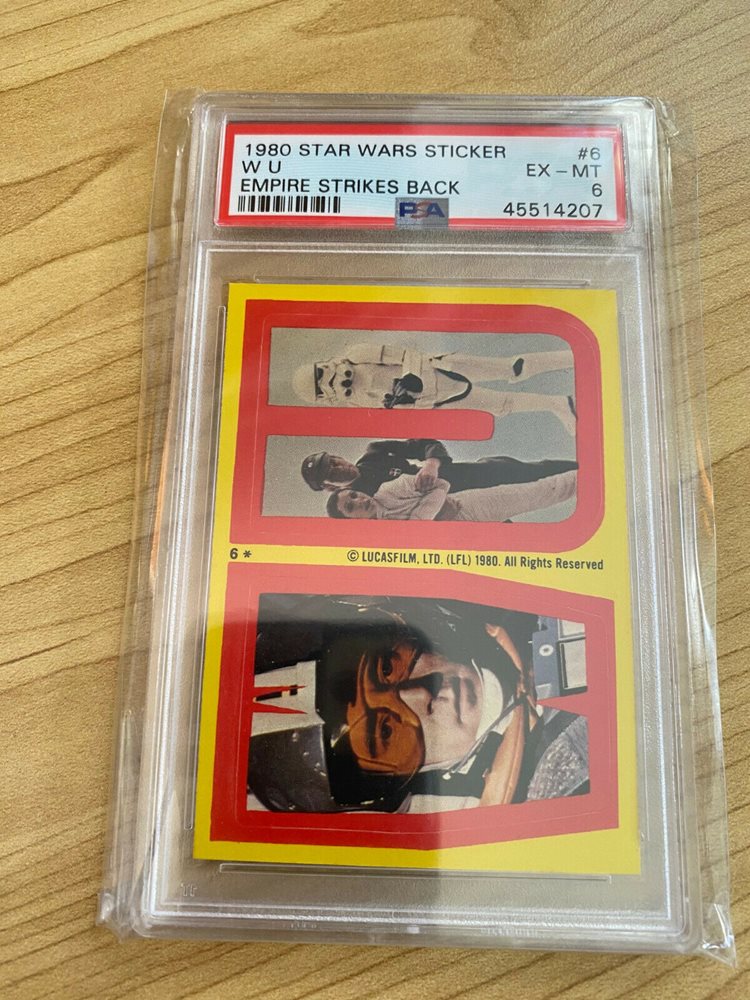 1980 STAR WARS STICKER #6
W U EX - MT
EMPIRE STRIKES BACK 6
PSA 45514207
6 * © LUCASFILM, LTD. (LFL) 1980. All Rights Reserved